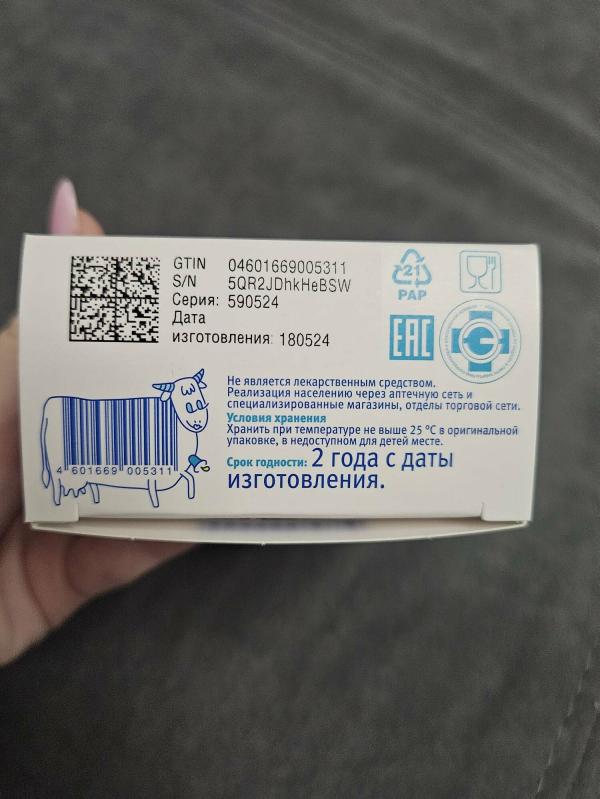 GTIN 04601669005311
S/N 5QR2JDhkHeBSW
Серия: 590524
Дата
изготовления: 180524
21
PAP
EAC
Не является лекарственным средством.
Реализация населению через аптечную сеть и
специализированные магазины, отделы торговой сети.
Условия хранения
Хранить при температуре не выше 25 °C в оригинальной
упаковке, в недоступном для детей месте.
Срок годности: 2 года с даты
изготовления.
4 601669 005311